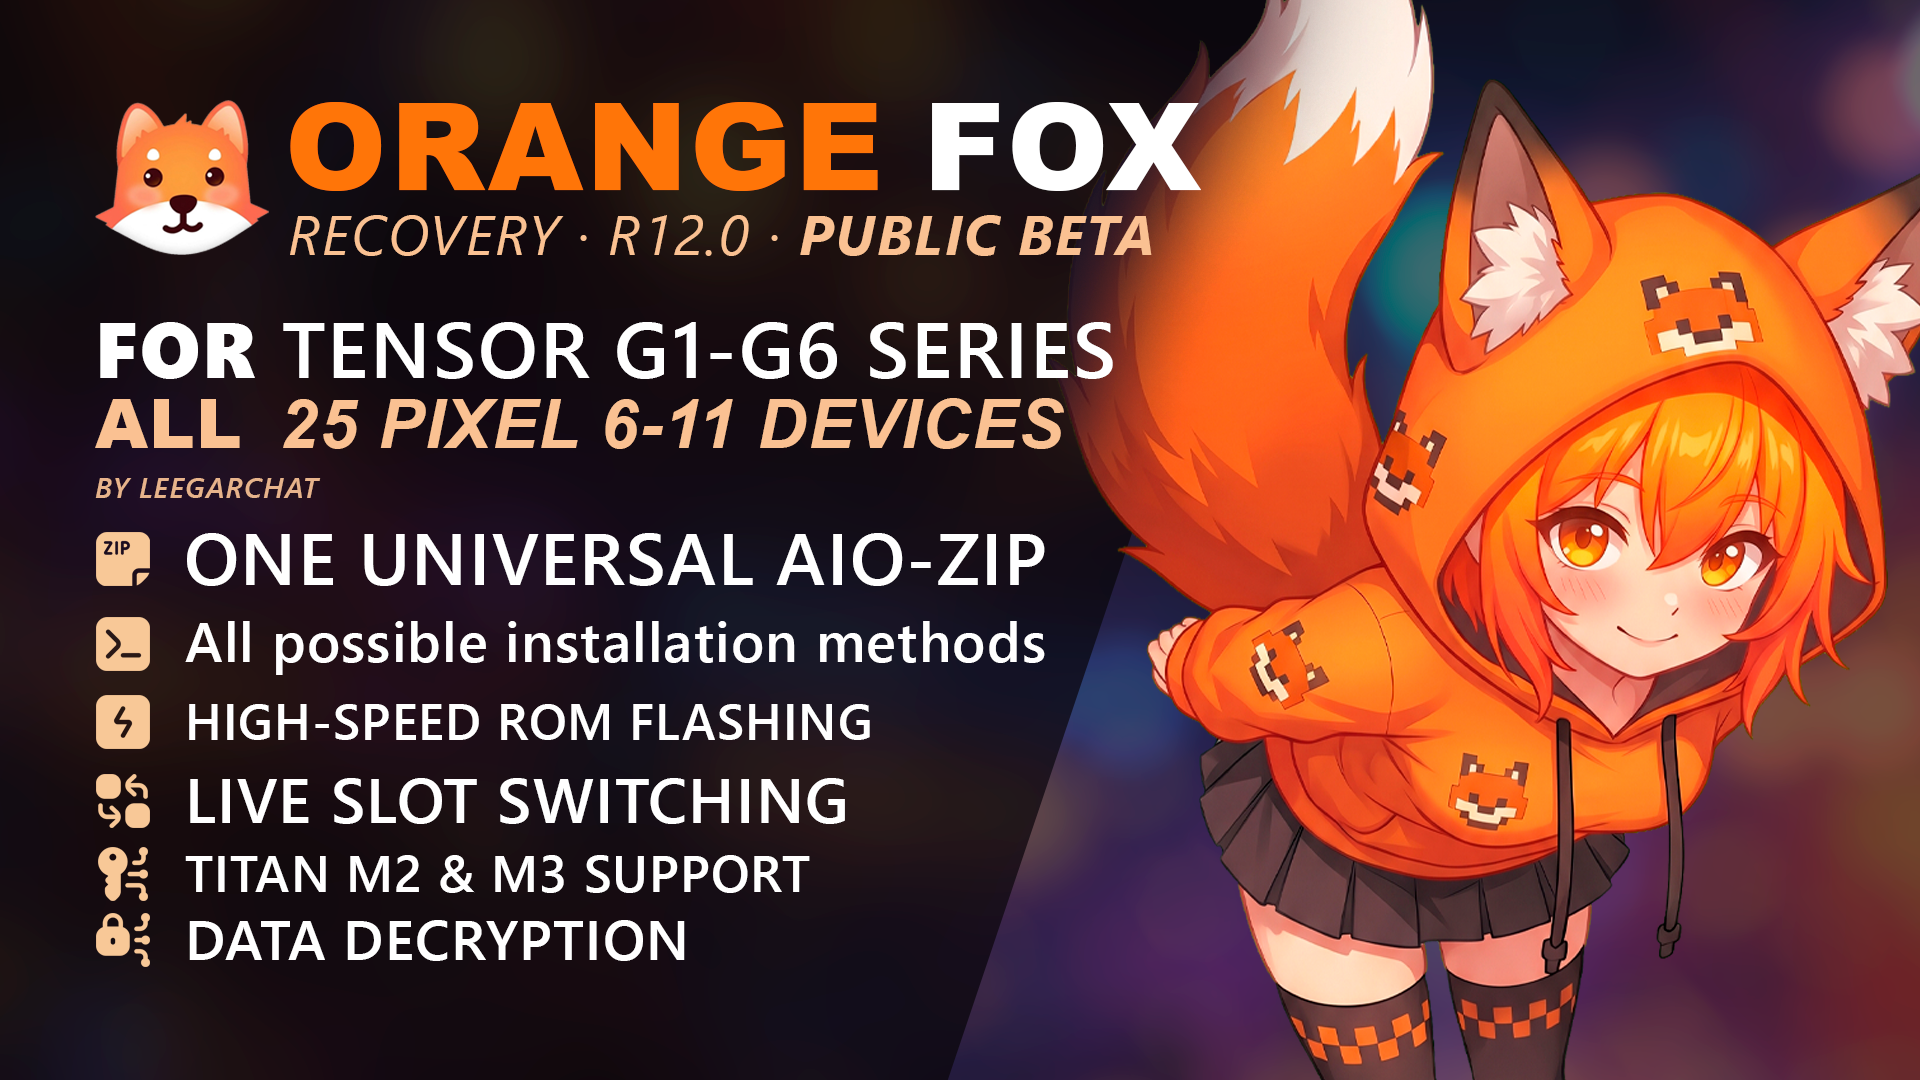 ORANGE FOX
RECOVERY · R12.0 · PUBLIC BETA
FOR TENSOR G1-G6 SERIES
ALL 25 PIXEL 6-11 DEVICES
BY LEEGARCHAT
ZIP
ONE UNIVERSAL AIO-ZIP
All possible installation methods
HIGH-SPEED ROM FLASHING
LIVE SLOT SWITCHING
TITAN M2 & M3 SUPPORT
DATA DECRYPTION